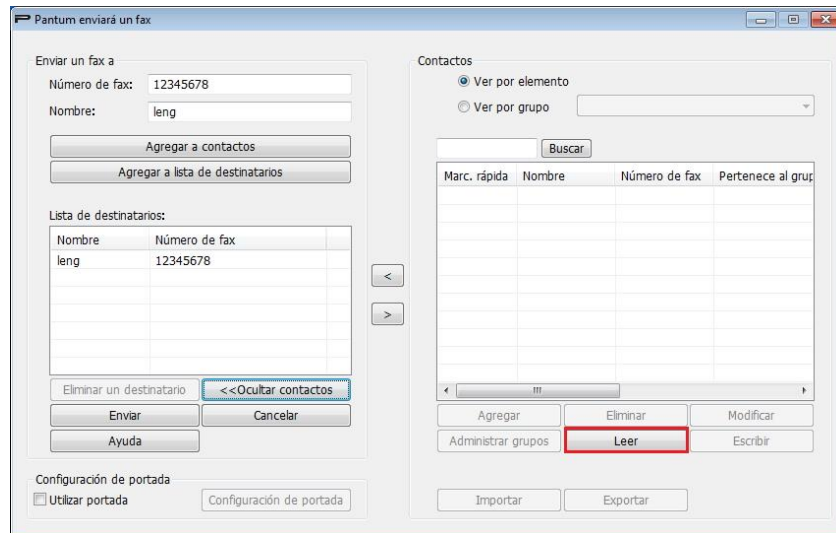 Pantum enviará un fax
Enviar un fax a
Número de fax: 12345678
Nombre: leng
Agregar a contactos
Agregar a lista de destinatarios
Lista de destinatarios:
Nombre Número de fax
leng 12345678
Eliminar un destinatario <<Ocultar contactos
Enviar Cancelar
Ayuda
Configuración de portada
Utilizar portada Configuración de portada
< 
>
Contactos
Ver por elemento
Ver por grupo
Buscar
Marc. rápida Nombre Número de fax Pertenece al grup
Agregar Eliminar Modificar
Administrar grupos Leer Escribir
Importar Exportar